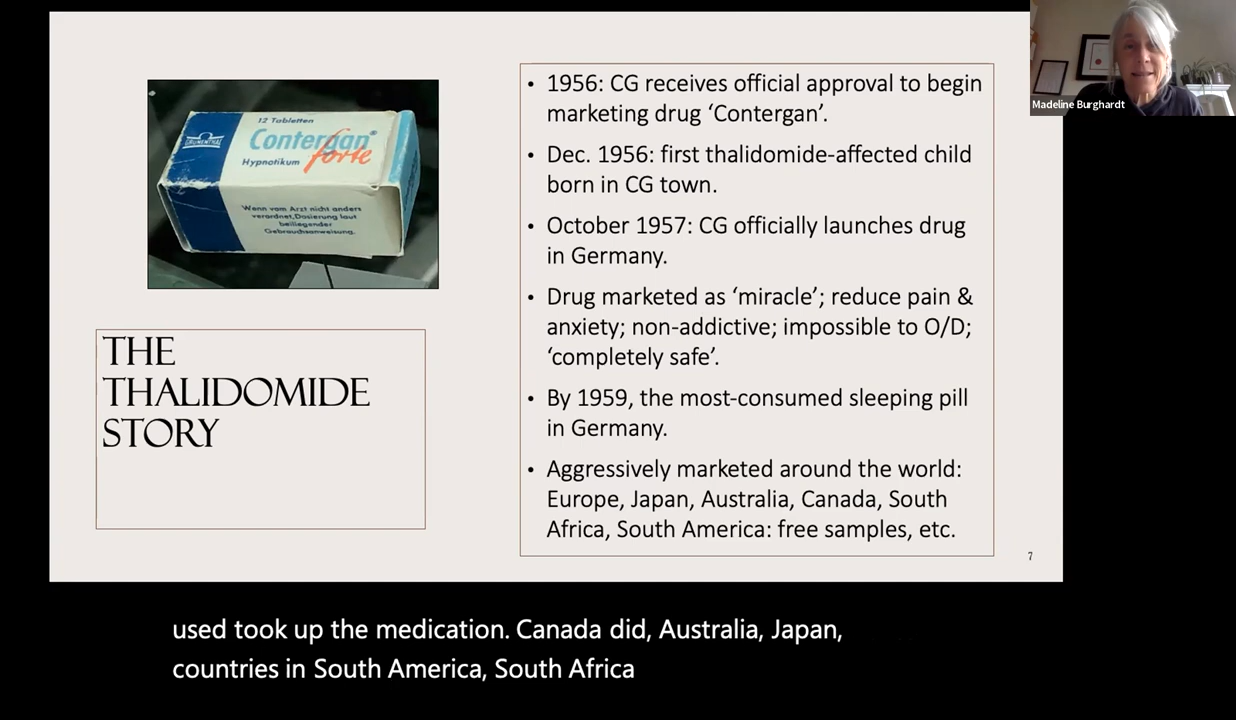 Madeline Burghardt
12 Tabletten
Contergan®
forte
Hypnotikum
GRÜNENTHAL
Wenn vom Arzt nicht anders
verordnet,Dosierung laut
beiliegender
Gebrauchsanweisung.
THE
THALIDOMIDE
STORY
• 1956: CG receives official approval to begin
marketing drug ‘Contergan’.
• Dec. 1956: first thalidomide-affected child
born in CG town.
• October 1957: CG officially launches drug
in Germany.
• Drug marketed as ‘miracle’; reduce pain &
anxiety; non-addictive; impossible to O/D;
‘completely safe’.
• By 1959, the most-consumed sleeping pill
in Germany.
• Aggressively marketed around the world:
Europe, Japan, Australia, Canada, South
Africa, South America: free samples, etc.
7
used took up the medication. Canada did, Australia, Japan,
countries in South America, South Africa